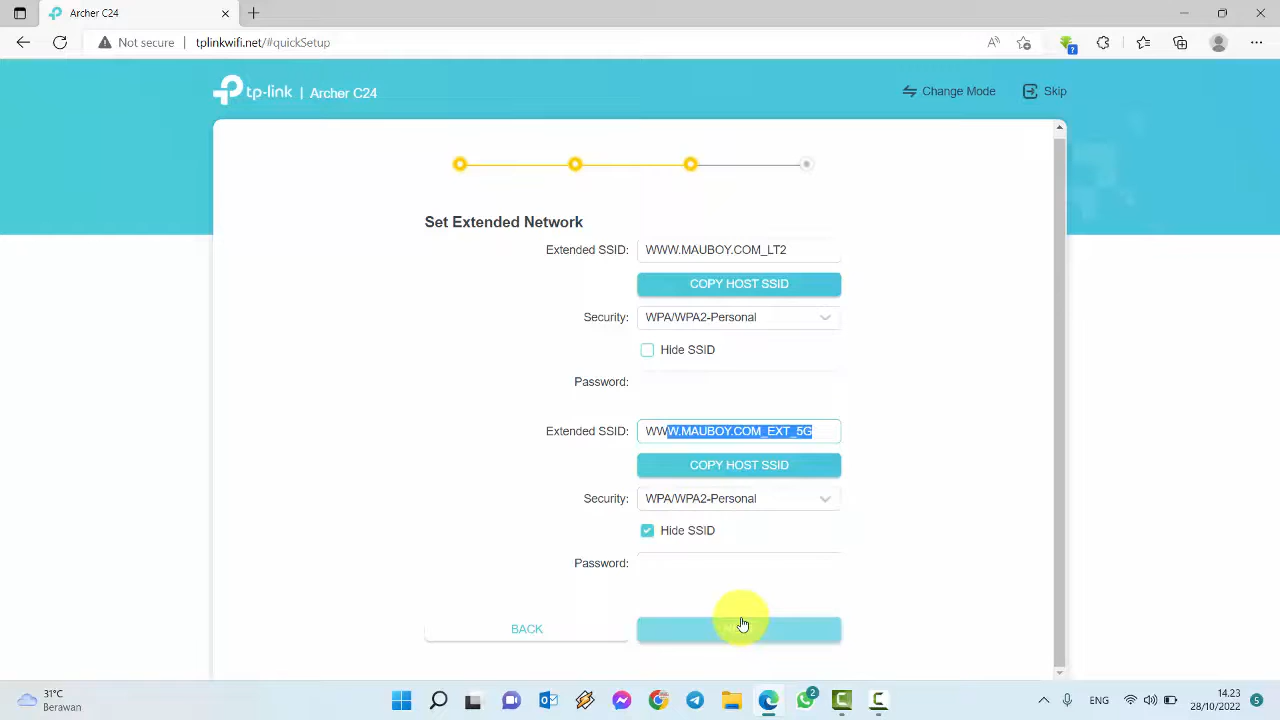 Archer C24
Not secure | tplinkwifi.net/#quickSetup
tp-link | Archer C24
Change Mode
Skip
Set Extended Network
Extended SSID: WWW.MAUBOY.COM_LT2
COPY HOST SSID
Security: WPA/WPA2-Personal
Hide SSID
Password:
Extended SSID: WWW.MAUBOY.COM_EXT_5G
COPY HOST SSID
Security: WPA/WPA2-Personal
Hide SSID
Password:
BACK
31°C
Berawan
2
ENG
14.23
28/10/2022
5